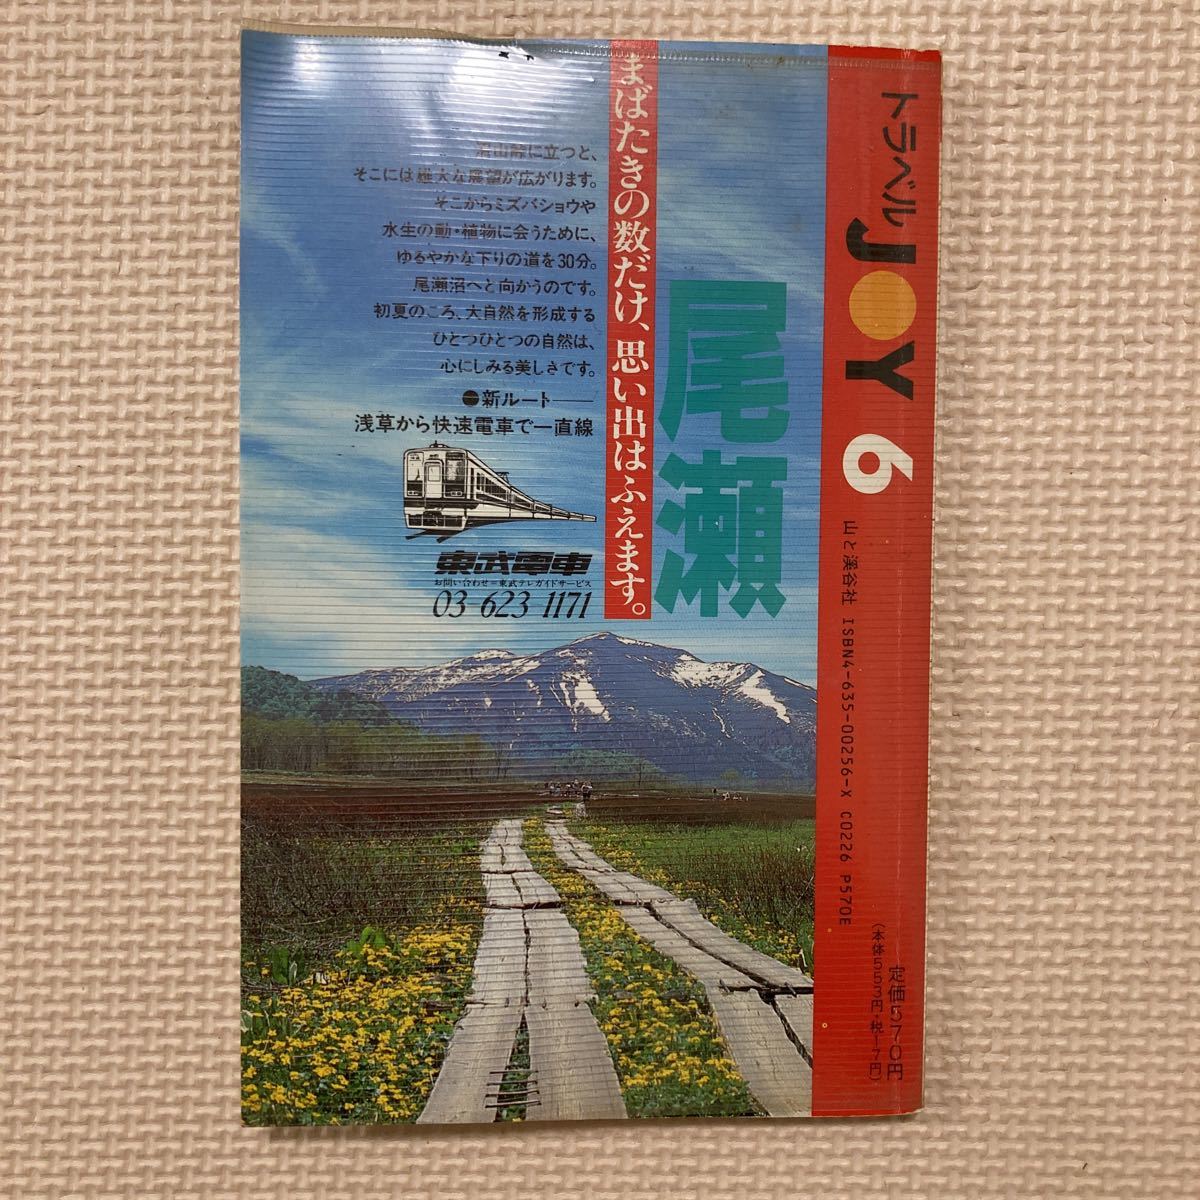 トラベルJOY 6
山と溪谷社 ISBN4-635-00256-X C0226 P570E
定価570円
(本体553円・税17円)
尾瀬
まばたきの数だけ、思い出はふえます。
沼山峠に立つと、
そこには雄大な展望が広がります。
そこからミズバショウや
水生の動・植物に会うために、
ゆるやかな下りの道を30分。
尾瀬沼へと向かうのです。
初夏のころ、大自然を形成する
ひとつひとつの自然は、
心にしみる美しさです。
●新ルート──
浅草から快速電車で一直線
東武電車
お問い合わせ=東武テレガイドサービス
03-623-1171